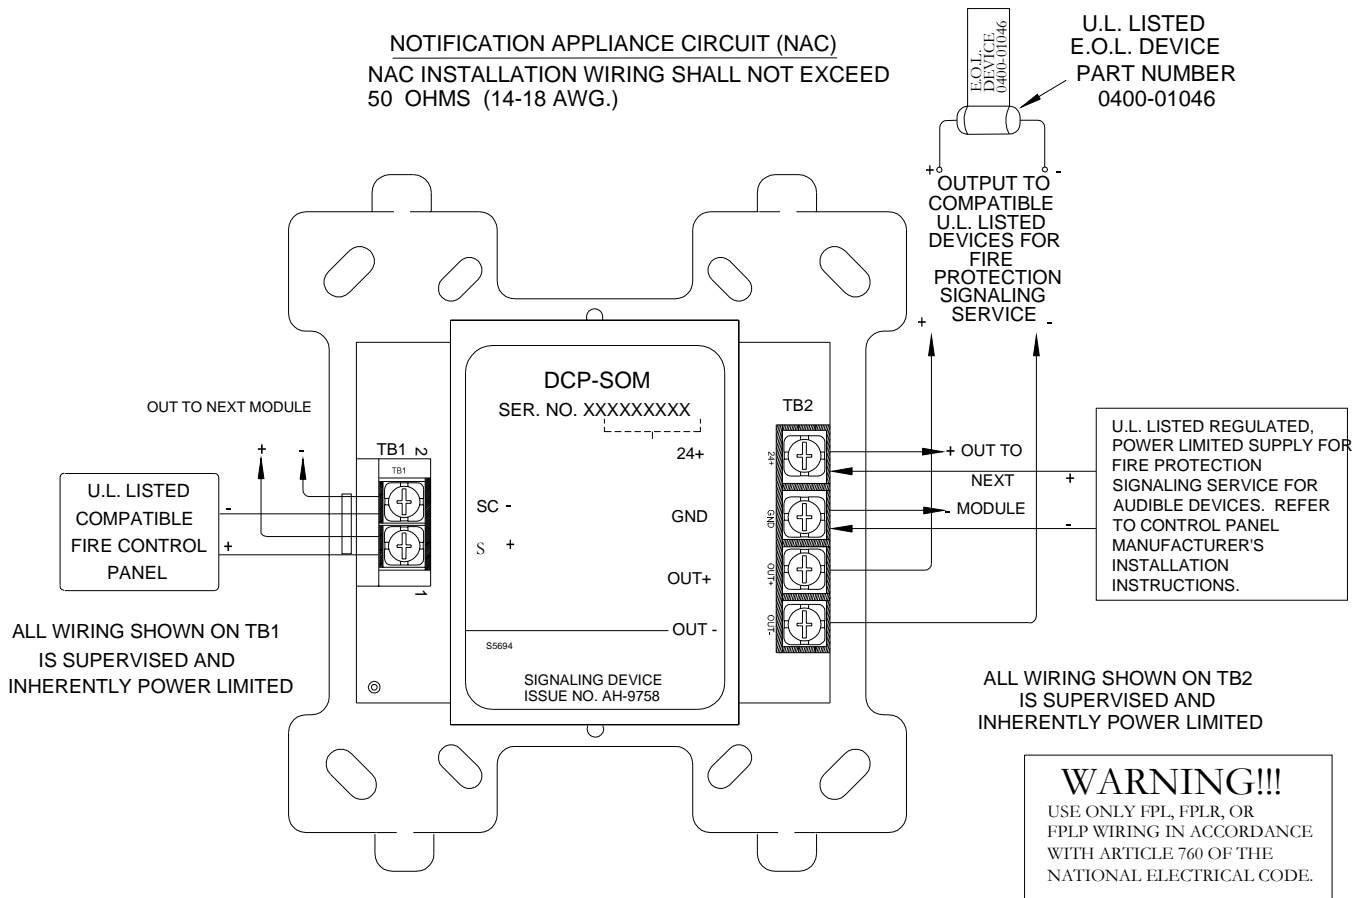 NOTIFICATION APPLIANCE CIRCUIT (NAC)
NAC INSTALLATION WIRING SHALL NOT EXCEED
50 OHMS (14-18 AWG.)
E.O.L.
DEVICE
0400-01046
U.L. LISTED
E.O.L. DEVICE
PART NUMBER
0400-01046
+ -
OUTPUT TO
COMPATIBLE
U.L. LISTED
DEVICES FOR
FIRE
PROTECTION
SIGNALING
SERVICE
+ -
OUT TO NEXT MODULE
+ -
U.L. LISTED
COMPATIBLE
FIRE CONTROL
PANEL
-
+
TB1 2
TB1
1
ALL WIRING SHOWN ON TB1
IS SUPERVISED AND
INHERENTLY POWER LIMITED
DCP-SOM
SER. NO. XXXXXXXXX
24+
SC -
GND
S +
OUT+
OUT -
S5694
SIGNALING DEVICE
ISSUE NO. AH-9758
TB2
24+
GND
OUT+
OUT-
+ OUT TO
NEXT
- MODULE
+
-
U.L. LISTED REGULATED,
POWER LIMITED SUPPLY FOR
FIRE PROTECTION
SIGNALING SERVICE FOR
AUDIBLE DEVICES. REFER
TO CONTROL PANEL
MANUFACTURER'S
INSTALLATION
INSTRUCTIONS.
ALL WIRING SHOWN ON TB2
IS SUPERVISED AND
INHERENTLY POWER LIMITED
WARNING!!!
USE ONLY FPL, FPLR, OR
FPLP WIRING IN ACCORDANCE
WITH ARTICLE 760 OF THE
NATIONAL ELECTRICAL CODE.